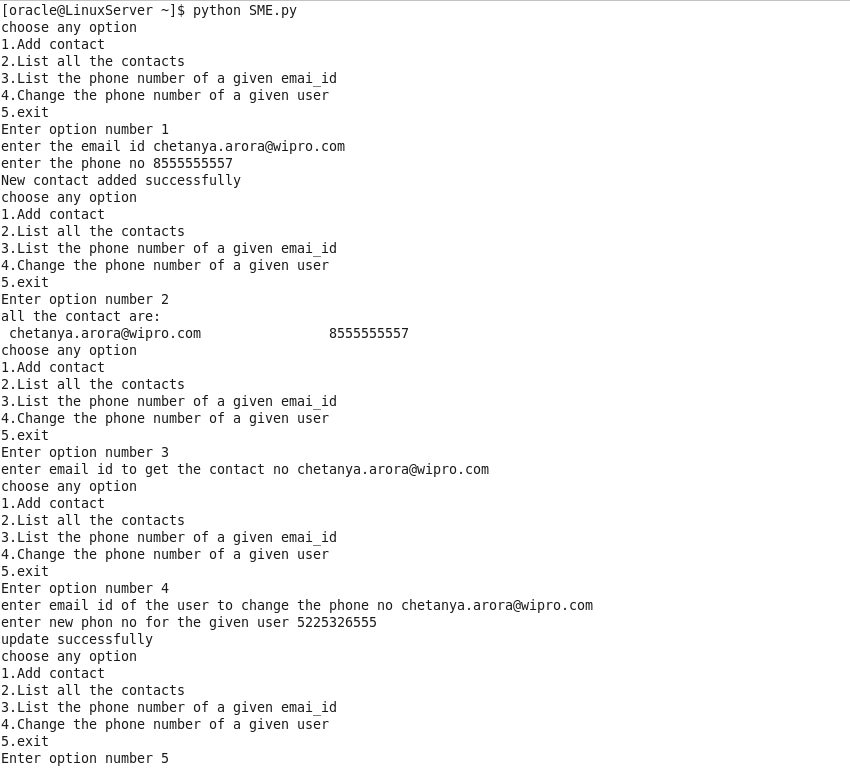 [oracle@LinuxServer ~]$ python SME.py
choose any option
1.Add contact
2.List all the contacts
3.List the phone number of a given emai_id
4.Change the phone number of a given user
5.exit
Enter option number 1
enter the email id chetanya.arora@wipro.com
enter the phone no 8555555557
New contact added successfully
choose any option
1.Add contact
2.List all the contacts
3.List the phone number of a given emai_id
4.Change the phone number of a given user
5.exit
Enter option number 2
all the contact are:
 chetanya.arora@wipro.com                8555555557
choose any option
1.Add contact
2.List all the contacts
3.List the phone number of a given emai_id
4.Change the phone number of a given user
5.exit
Enter option number 3
enter email id to get the contact no chetanya.arora@wipro.com
choose any option
1.Add contact
2.List all the contacts
3.List the phone number of a given emai_id
4.Change the phone number of a given user
5.exit
Enter option number 4
enter email id of the user to change the phone no chetanya.arora@wipro.com
enter new phon no for the given user 5225326555
update successfully
choose any option
1.Add contact
2.List all the contacts
3.List the phone number of a given emai_id
4.Change the phone number of a given user
5.exit
Enter option number 5